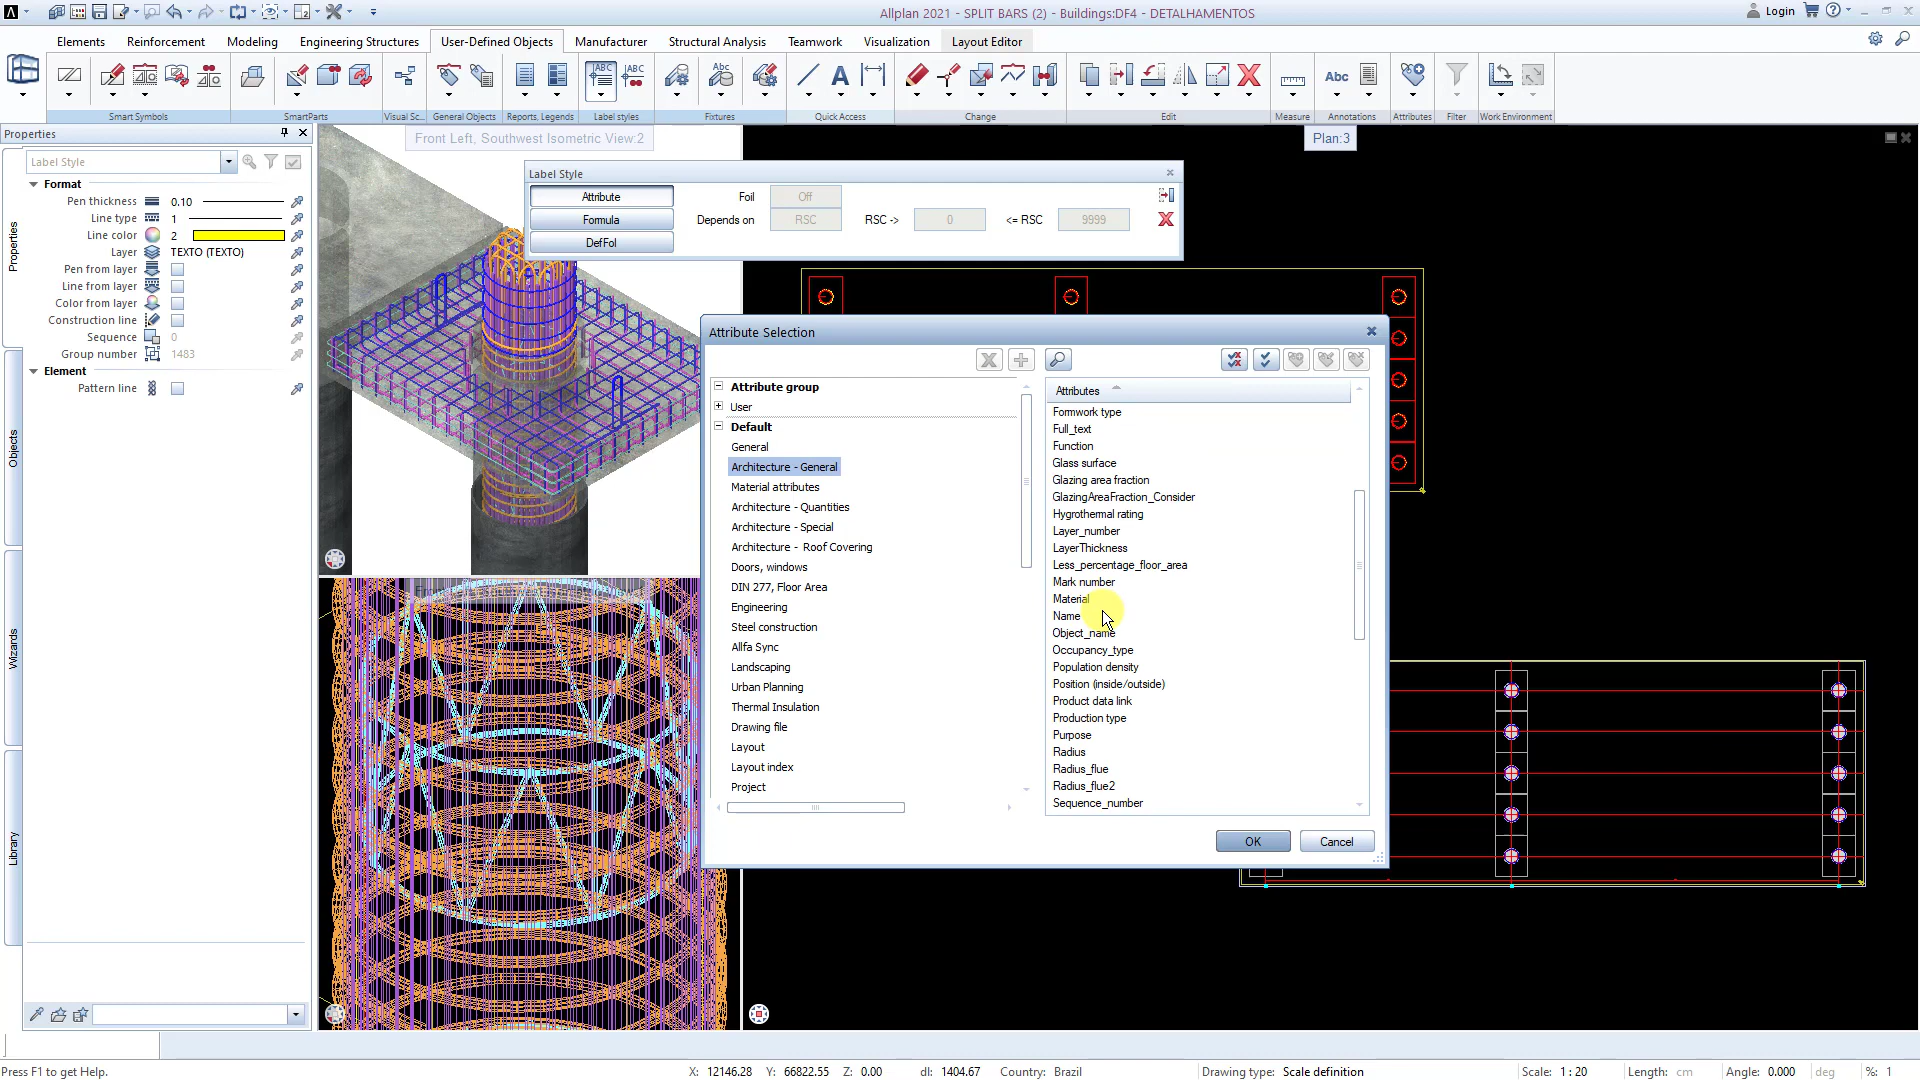 Allplan 2021 - SPLIT BARS (2) - Buildings:DF4 - DETALHAMENTOS
Login
Elements
Reinforcement
Modeling
Engineering Structures
User-Defined Objects
Manufacturer
Structural Analysis
Teamwork
Visualization
Layout Editor
ABC
ABC
Abc
A
Abc
Smart Symbols
SmartParts
Visual Sc...
General Objects
Reports, Legends
Label styles
Fixtures
Quick Access
Change
Edit
Measure
Annotations
Attributes
Filter
Work Environment
Properties
Label Style
Format
Pen thickness 0.10
Line type 1
Line color 2
Layer TEXTO (TEXTO)
Pen from layer
Line from layer
Color from layer
Construction line
Sequence 0
Group number 1483
Element
Pattern line
Properties
Objects
Wizards
Library
Front Left, Southwest Isometric View:2
Plan:3
Label Style
Attribute
Foil
Off
Formula
Depends on
RSC
RSC ->
0
<= RSC
9999
DefFol
Attribute Selection
Attribute group
User
Default
General
Architecture - General
Material attributes
Architecture - Quantities
Architecture - Special
Architecture - Roof Covering
Doors, windows
DIN 277, Floor Area
Engineering
Steel construction
Allfa Sync
Landscaping
Urban Planning
Thermal Insulation
Drawing file
Layout
Layout index
Project
Attributes
Formwork type
Full_text
Function
Glass surface
Glazing area fraction
GlazingAreaFraction_Consider
Hygrothermal rating
Layer_number
LayerThickness
Less_percentage_floor_area
Mark number
Material
Name
Object_name
Occupancy_type
Population density
Position (inside/outside)
Product data link
Production type
Purpose
Radius
Radius_flue
Radius_flue2
Sequence_number
OK
Cancel
Press F1 to get Help.
X: 12146.28
Y: 66822.55
Z: 0.00
dl: 1404.67
Country: Brazil
Drawing type: Scale definition
Scale: 1 : 20
Length: cm
Angle: 0.000
deg
%: 1